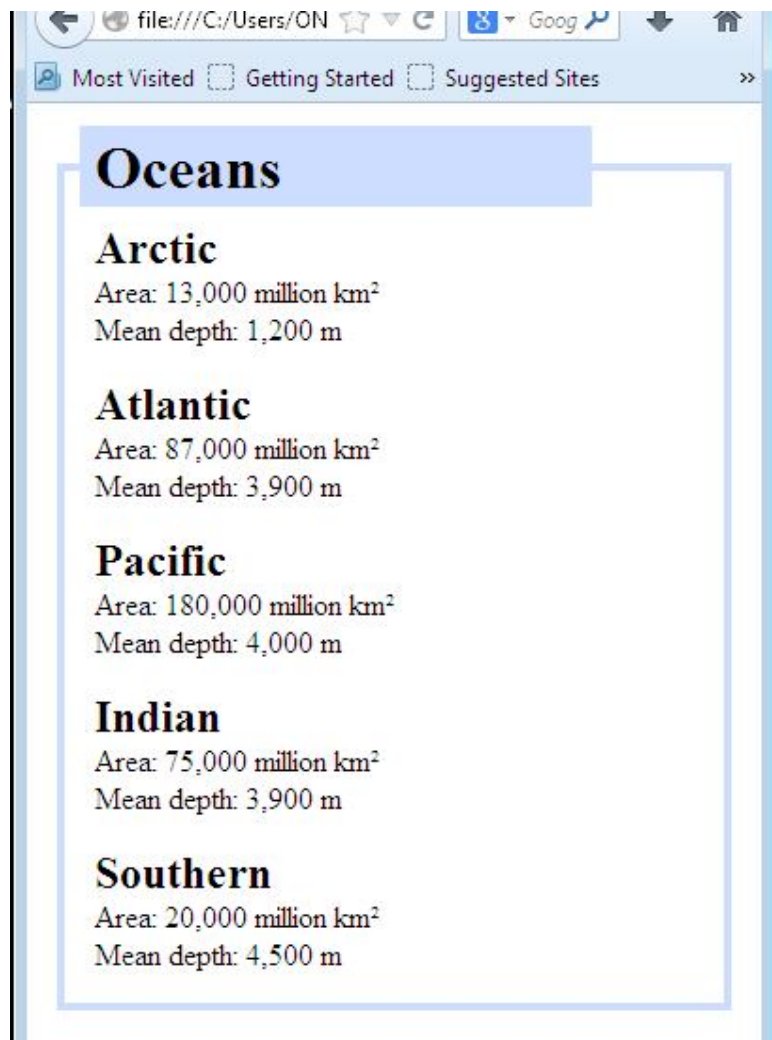 file:///C:/Users/ON
8 Goog
Most Visited Getting Started Suggested Sites »
Oceans
Arctic
Area: 13,000 million km²
Mean depth: 1,200 m
Atlantic
Area: 87,000 million km²
Mean depth: 3,900 m
Pacific
Area: 180,000 million km²
Mean depth: 4,000 m
Indian
Area: 75,000 million km²
Mean depth: 3,900 m
Southern
Area: 20,000 million km²
Mean depth: 4,500 m